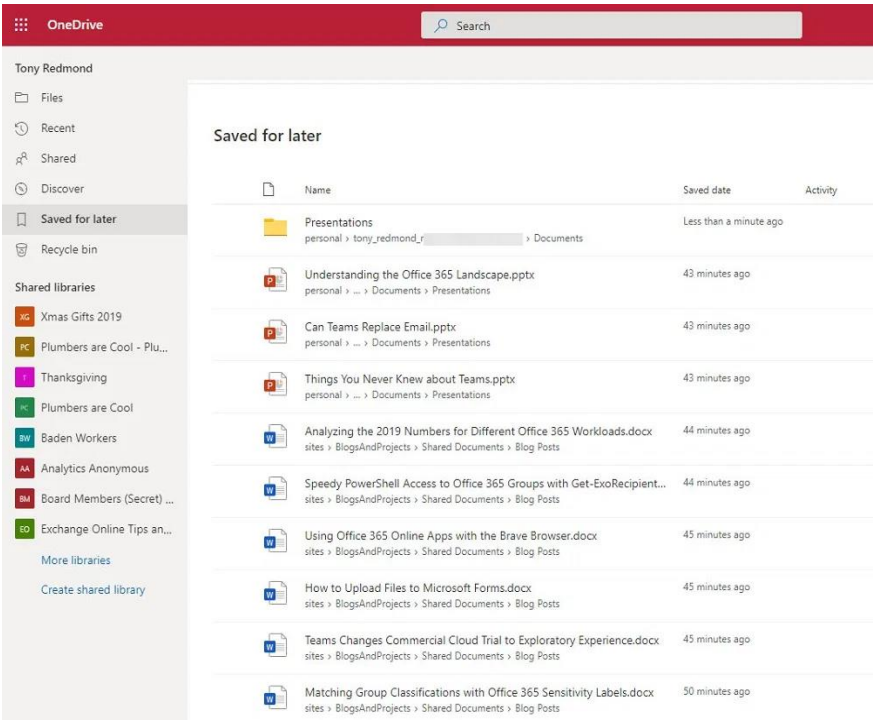 OneDrive
Search
Tony Redmond
Files
Recent
Shared
Discover
Saved for later
Recycle bin
Shared libraries
XG Xmas Gifts 2019
PC Plumbers are Cool - Plu...
T Thanksgiving
PC Plumbers are Cool
BW Baden Workers
AA Analytics Anonymous
BM Board Members (Secret) ...
EO Exchange Online Tips an...
More libraries
Create shared library
Saved for later
Name Saved date Activity
Presentations Less than a minute ago
personal > tony_redmond_r > Documents
Understanding the Office 365 Landscape.pptx 43 minutes ago
personal > ... > Documents > Presentations
Can Teams Replace Email.pptx 43 minutes ago
personal > ... > Documents > Presentations
Things You Never Knew about Teams.pptx 43 minutes ago
personal > ... > Documents > Presentations
Analyzing the 2019 Numbers for Different Office 365 Workloads.docx 44 minutes ago
sites > BlogsAndProjects > Shared Documents > Blog Posts
Speedy PowerShell Access to Office 365 Groups with Get-ExoRecipient... 44 minutes ago
sites > BlogsAndProjects > Shared Documents > Blog Posts
Using Office 365 Online Apps with the Brave Browser.docx 45 minutes ago
sites > BlogsAndProjects > Shared Documents > Blog Posts
How to Upload Files to Microsoft Forms.docx 45 minutes ago
sites > BlogsAndProjects > Shared Documents > Blog Posts
Teams Changes Commercial Cloud Trial to Exploratory Experience.docx 45 minutes ago
sites > BlogsAndProjects > Shared Documents > Blog Posts
Matching Group Classifications with Office 365 Sensitivity Labels.docx 50 minutes ago
sites > BlogsAndProjects > Shared Documents > Blog Posts